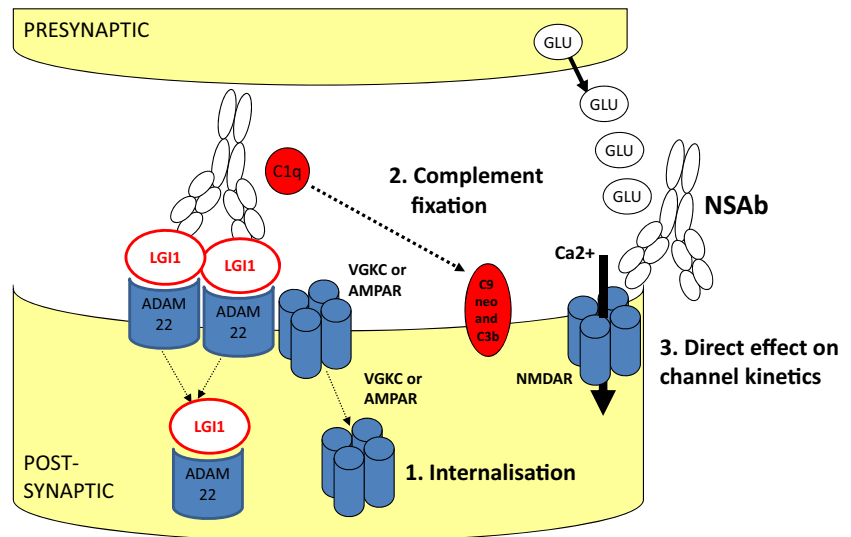 PRESYNAPTIC
GLU
GLU
GLU
GLU
C1q
2. Complement
fixation
NSAb
LGI1
LGI1
VGKC or
AMPAR
Ca2+
ADAM
22
ADAM
22
C9
neo
and
C3b
NMDAR
3. Direct effect on
channel kinetics
VGKC or
AMPAR
LGI1
ADAM
22
1. Internalisation
POST-
SYNAPTIC